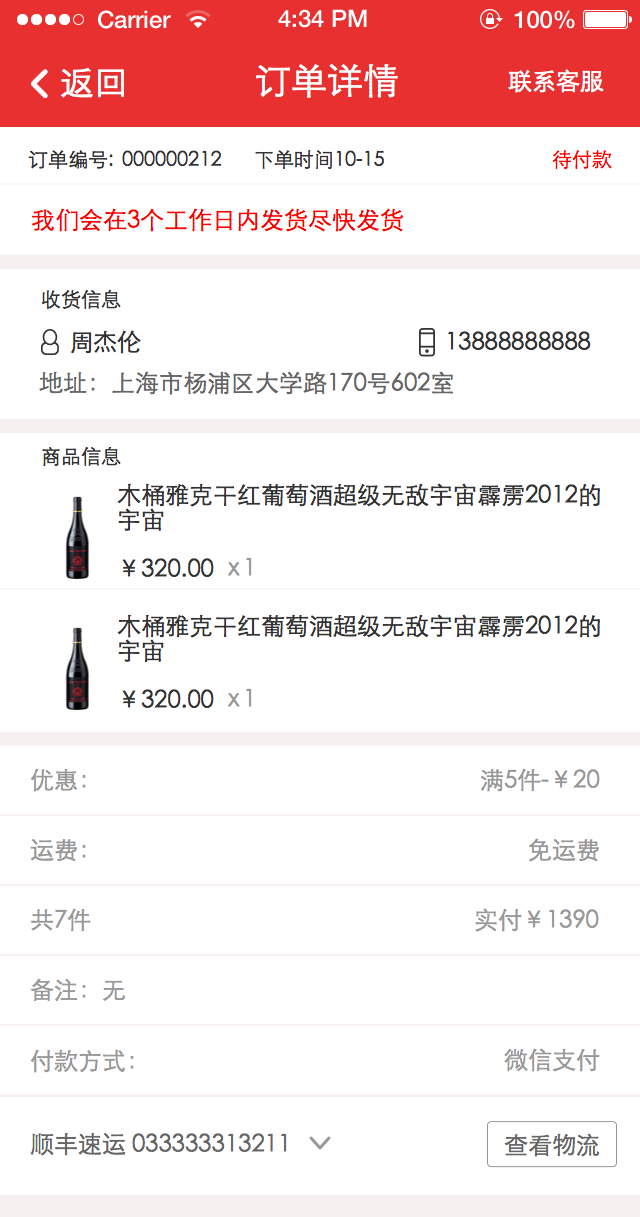 Carrier 4:34 PM 100%
返回 订单详情 联系客服
订单编号: 000000212 下单时间10-15 待付款
我们会在3个工作日内发货尽快发货
收货信息
周杰伦 13888888888
地址: 上海市杨浦区大学路170号602室
商品信息
木桶雅克干红葡萄酒超级无敌宇宙霹雳2012的
宇宙
¥320.00 x1
木桶雅克干红葡萄酒超级无敌宇宙霹雳2012的
宇宙
¥320.00 x1
优惠: 满5件-¥20
运费: 免运费
共7件 实付¥1390
备注: 无
付款方式: 微信支付
顺丰速运 033333313211 查看物流